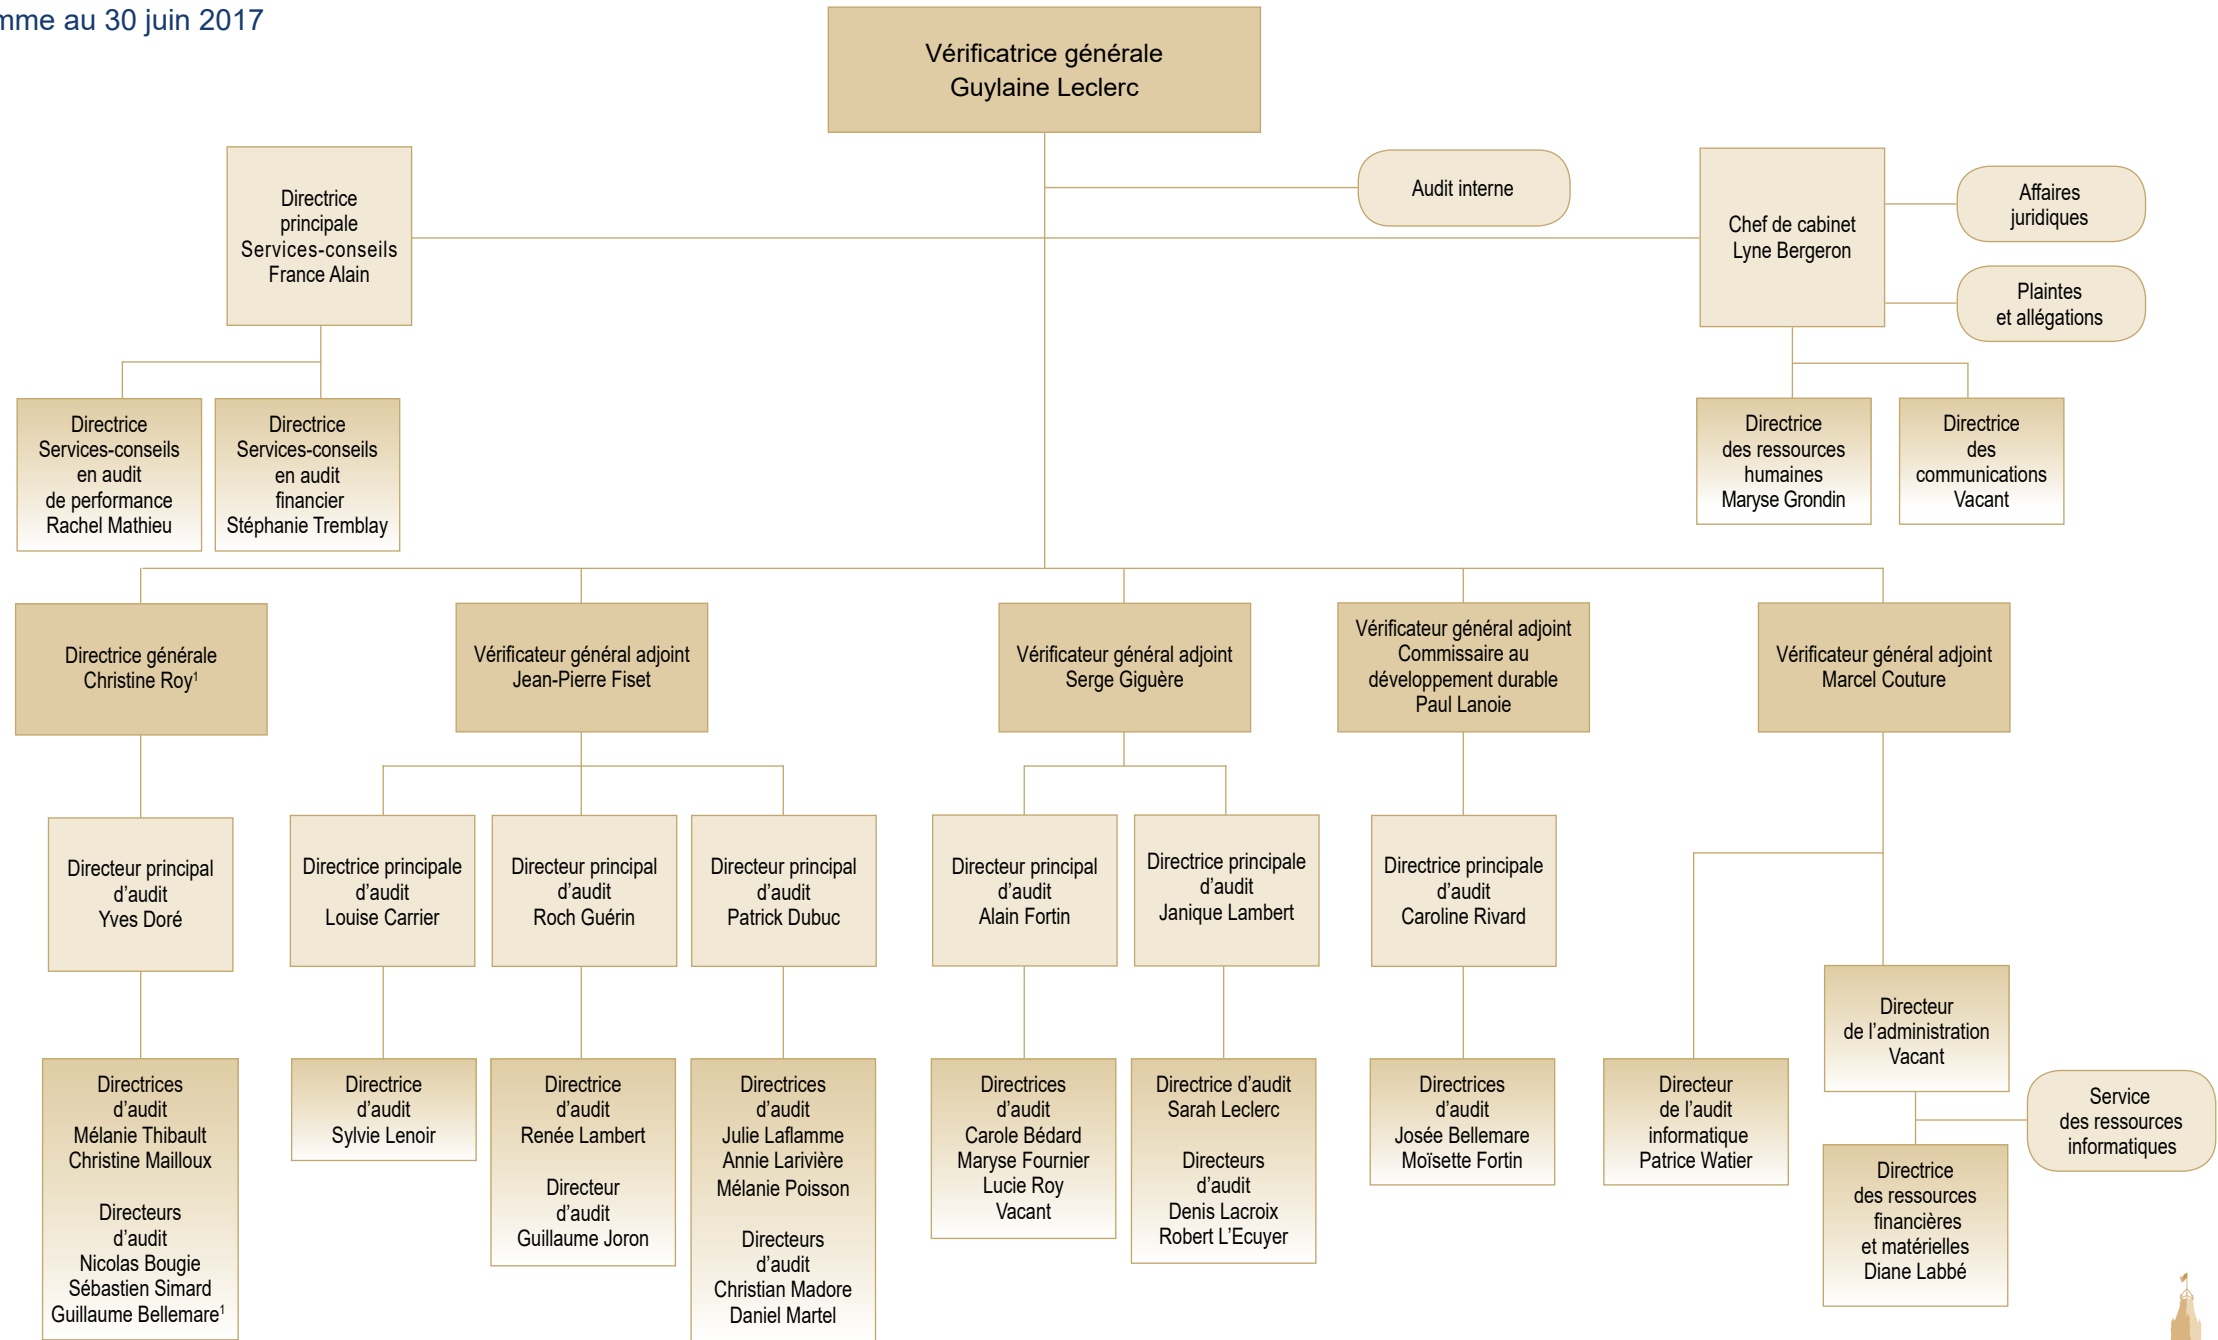 mme au 30 juin 2017
Vérificatrice générale
Guylaine Leclerc
Audit interne
Directrice
principale
Services-conseils
France Alain
Chef de cabinet
Lyne Bergeron
Affaires
juridiques
Plaintes
et allégations
Directrice
Services-conseils
en audit
de performance
Rachel Mathieu
Directrice
Services-conseils
en audit
financier
Stéphanie Tremblay
Directrice
des ressources
humaines
Maryse Grondin
Directrice
des
communications
Vacant
Directrice générale
Christine Roy¹
Vérificateur général adjoint
Jean-Pierre Fiset
Vérificateur général adjoint
Serge Giguère
Vérificateur général adjoint
Commissaire au
développement durable
Paul Lanoie
Vérificateur général adjoint
Marcel Couture
Directeur principal
d’audit
Yves Doré
Directrice principale
d’audit
Louise Carrier
Directeur principal
d’audit
Roch Guérin
Directeur principal
d’audit
Patrick Dubuc
Directeur principal
d’audit
Alain Fortin
Directrice principale
d’audit
Janique Lambert
Directrice principale
d’audit
Caroline Rivard
Directeur
de l’administration
Vacant
Directrices
d’audit
Mélanie Thibault
Christine Mailloux
Directeurs
d’audit
Nicolas Bougie
Sébastien Simard
Guillaume Bellemare¹
Directrice
d’audit
Sylvie Lenoir
Directrice
d’audit
Renée Lambert
Directeur
d’audit
Guillaume Joron
Directrices
d’audit
Julie Laflamme
Annie Larivière
Mélanie Poisson
Directeurs
d’audit
Christian Madore
Daniel Martel
Directrices
d’audit
Carole Bédard
Maryse Fournier
Lucie Roy
Vacant
Directrice d’audit
Sarah Leclerc
Directeurs
d’audit
Denis Lacroix
Robert L’Ecuyer
Directrices
d’audit
Josée Bellemare
Moïsette Fortin
Directeur
de l’audit
informatique
Patrice Watier
Service
des ressources
informatiques
Directrice
des ressources
financières
et matérielles
Diane Labbé